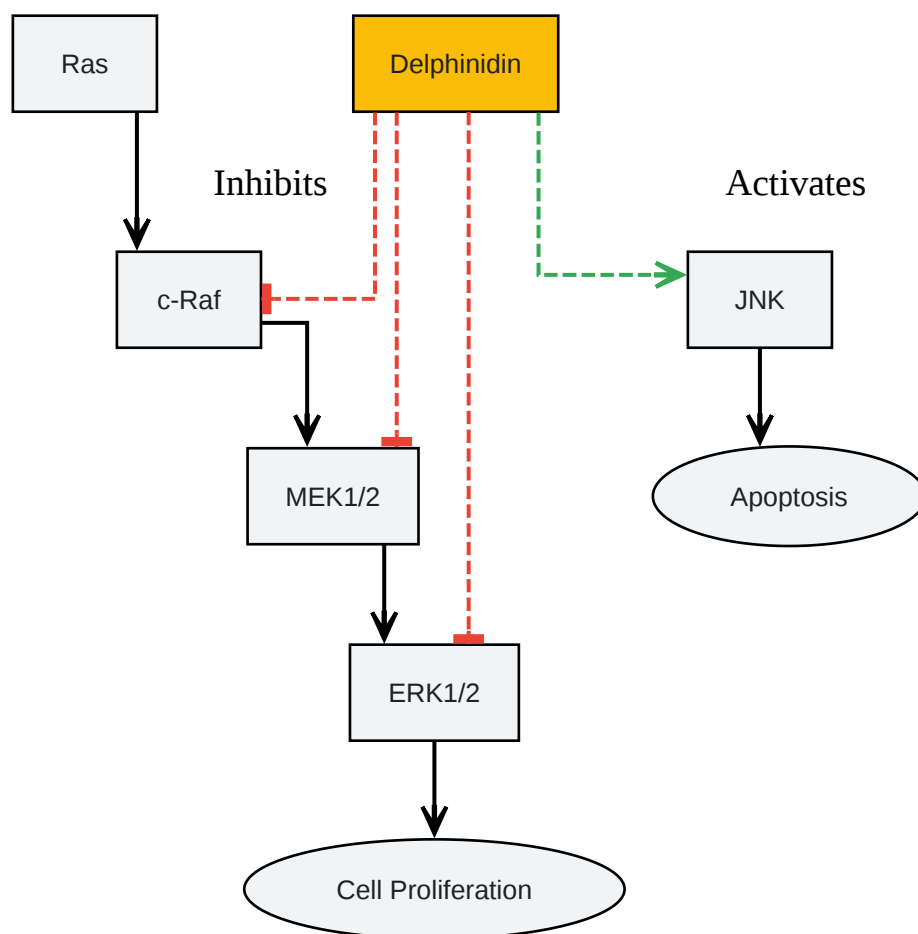 Ras
Delphinidin
Inhibits
Activates
c-Raf
JNK
MEK1/2
Apoptosis
ERK1/2
Cell Proliferation